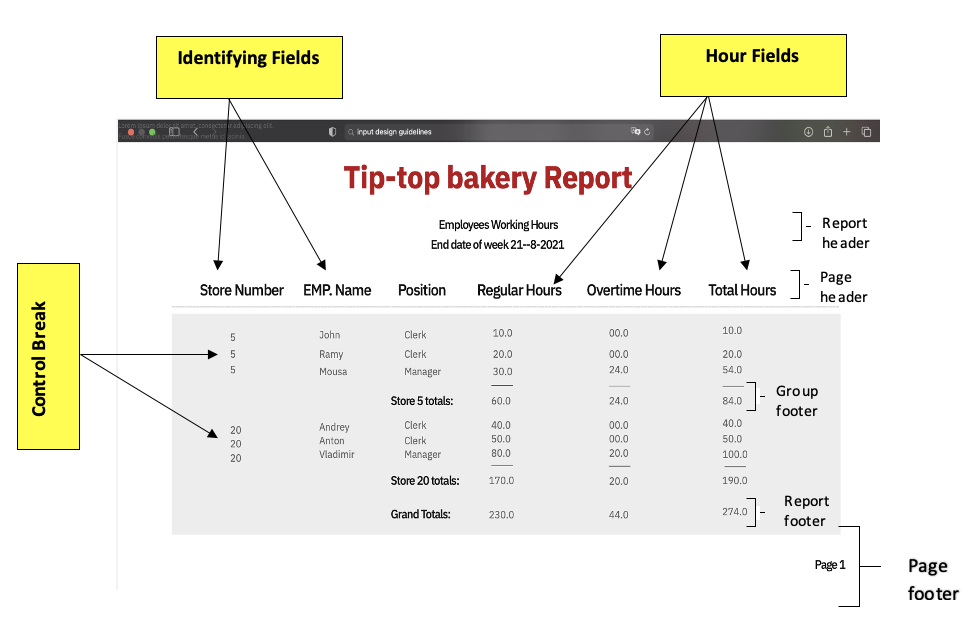 Identifying Fields
Hour Fields
input design guidelines
Tip-top bakery Report
Employees Working Hours
End date of week 21--8-2021
Report
header
Page
header
Store Number EMP. Name Position Regular Hours Overtime Hours Total Hours
Control Break
5 John Clerk 10.0 00.0 10.0
5 Ramy Clerk 20.0 00.0 20.0
5 Mousa Manager 30.0 24.0 54.0
Store 5 totals: 60.0 24.0 84.0
Group
footer
20 Andrey Clerk 40.0 00.0 40.0
20 Anton Clerk 50.0 00.0 50.0
20 Vladimir Manager 80.0 20.0 100.0
Store 20 totals: 170.0 20.0 190.0
Grand Totals: 230.0 44.0 274.0
Report
footer
Page 1
Page
footer